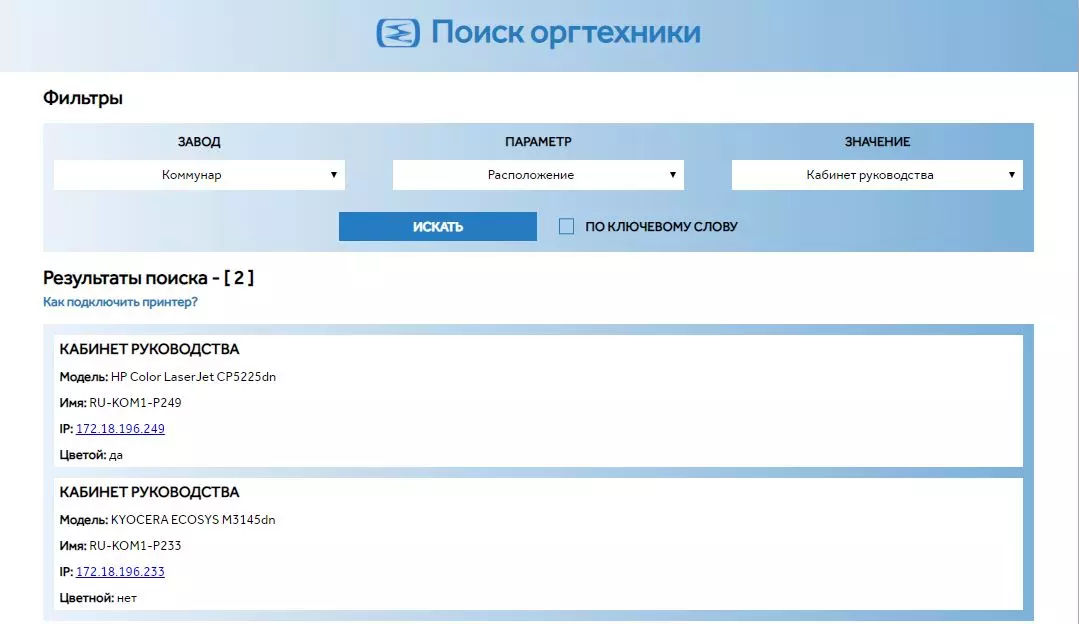 Поиск оргтехники
Фильтры
ЗАВОД ПАРАМЕТР ЗНАЧЕНИЕ
Коммунар Расположение Кабинет руководства
ИСКАТЬ ПО КЛЮЧЕВОМУ СЛОВУ
Результаты поиска - [ 2 ]
Как подключить принтер?
КАБИНЕТ РУКОВОДСТВА
Модель: HP Color LaserJet CP5225dn
Имя: RU-KOM1-P249
IP: 172.18.196.249
Цветой: да
КАБИНЕТ РУКОВОДСТВА
Модель: KYOCERA ECOSYS M3145dn
Имя: RU-KOM1-P233
IP: 172.18.196.233
Цветной: нет